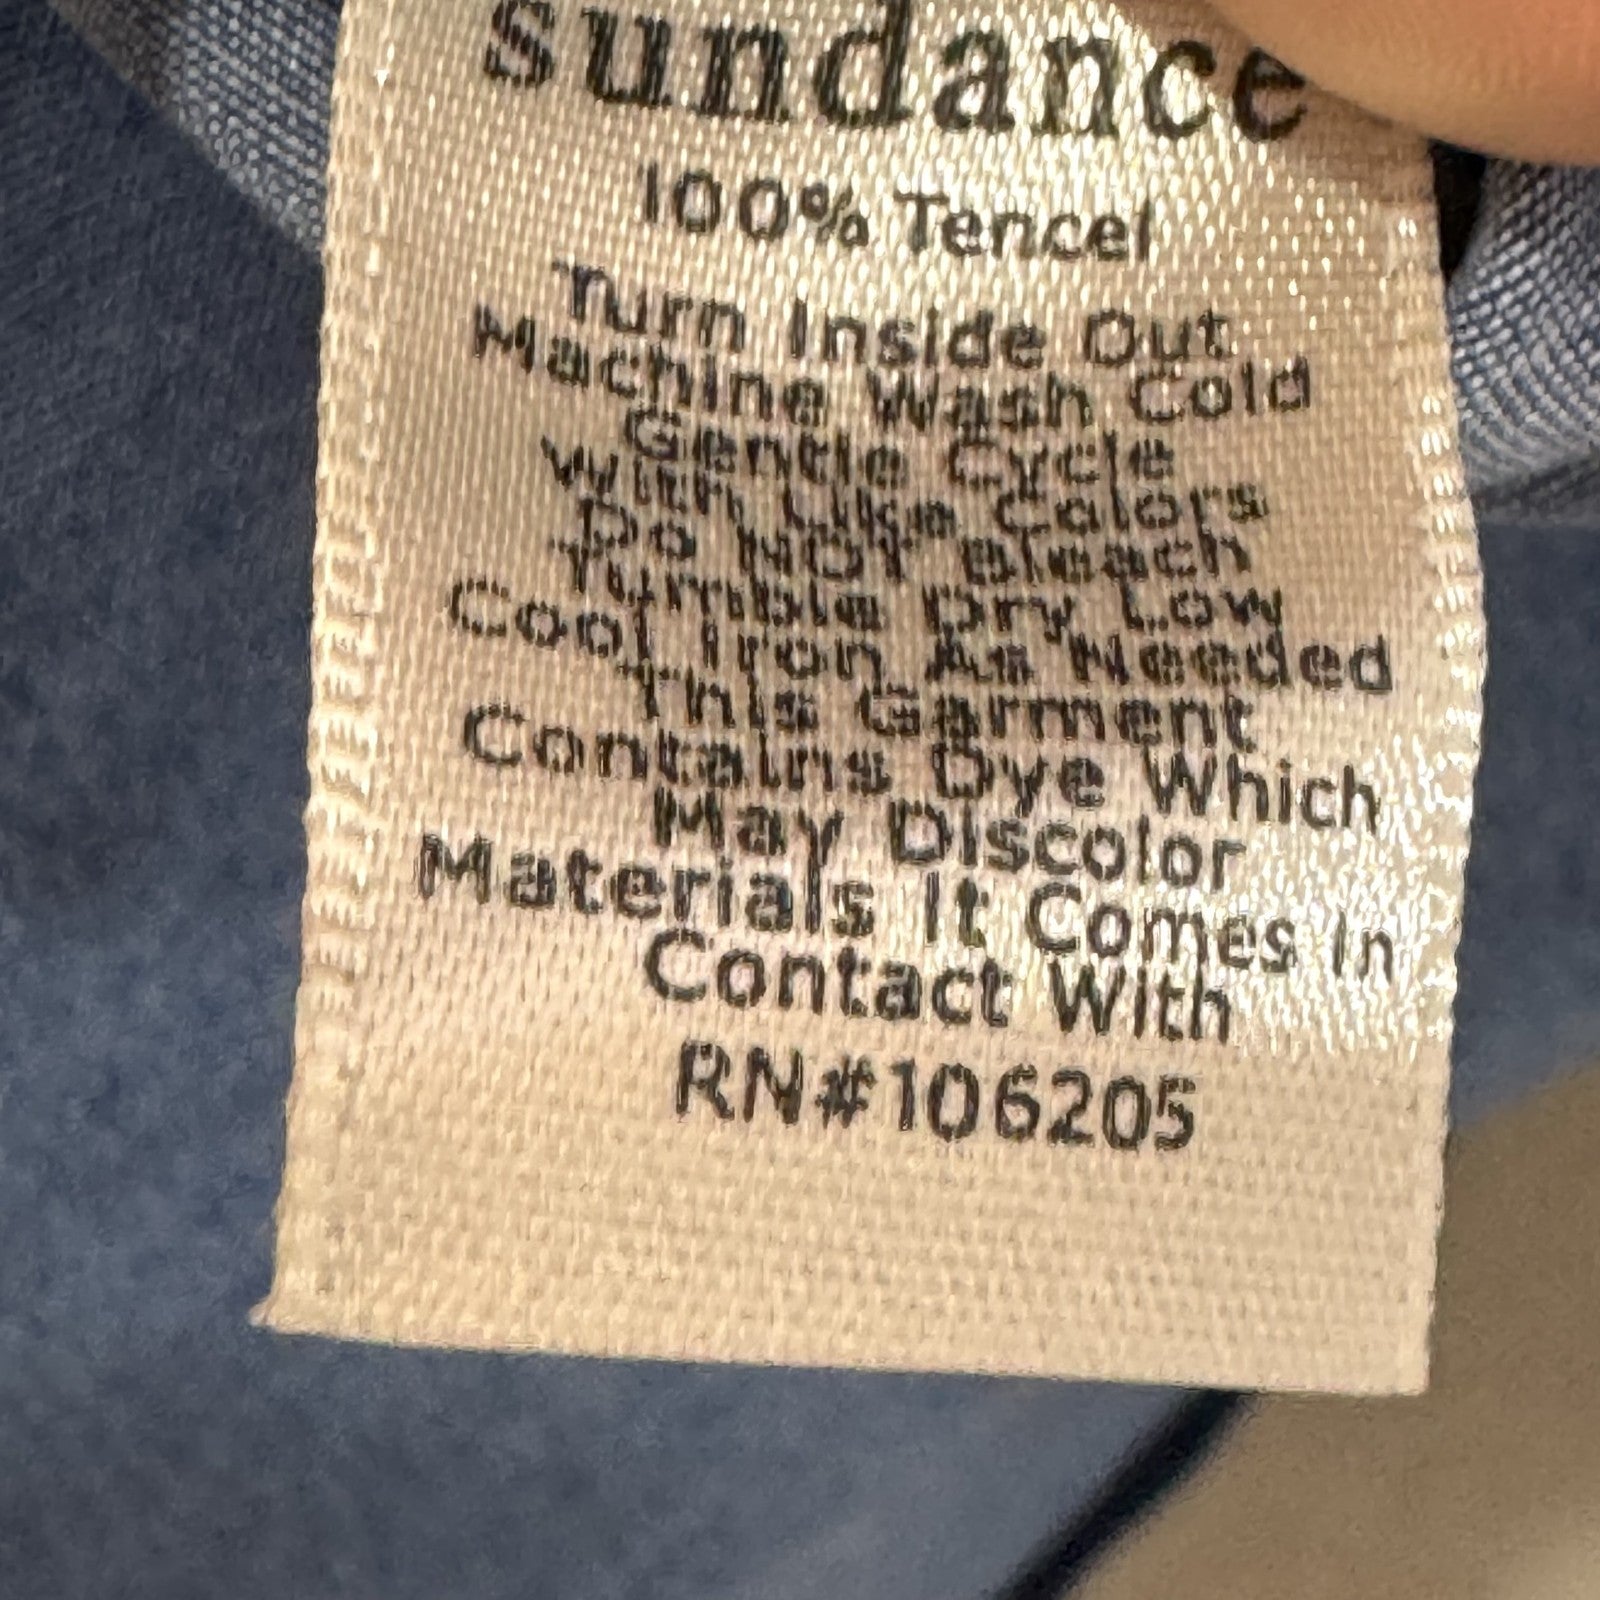 sundance
100% Tencel
Turn Inside Out
Machine Wash Cold
Gentle Cycle
With Like Colors
Do NOT Bleach
Tumble Dry Low
Cool Iron As Needed
This Garment
Contains Dye Which
May Discolor
Materials It Comes In
Contact With
RN#106205